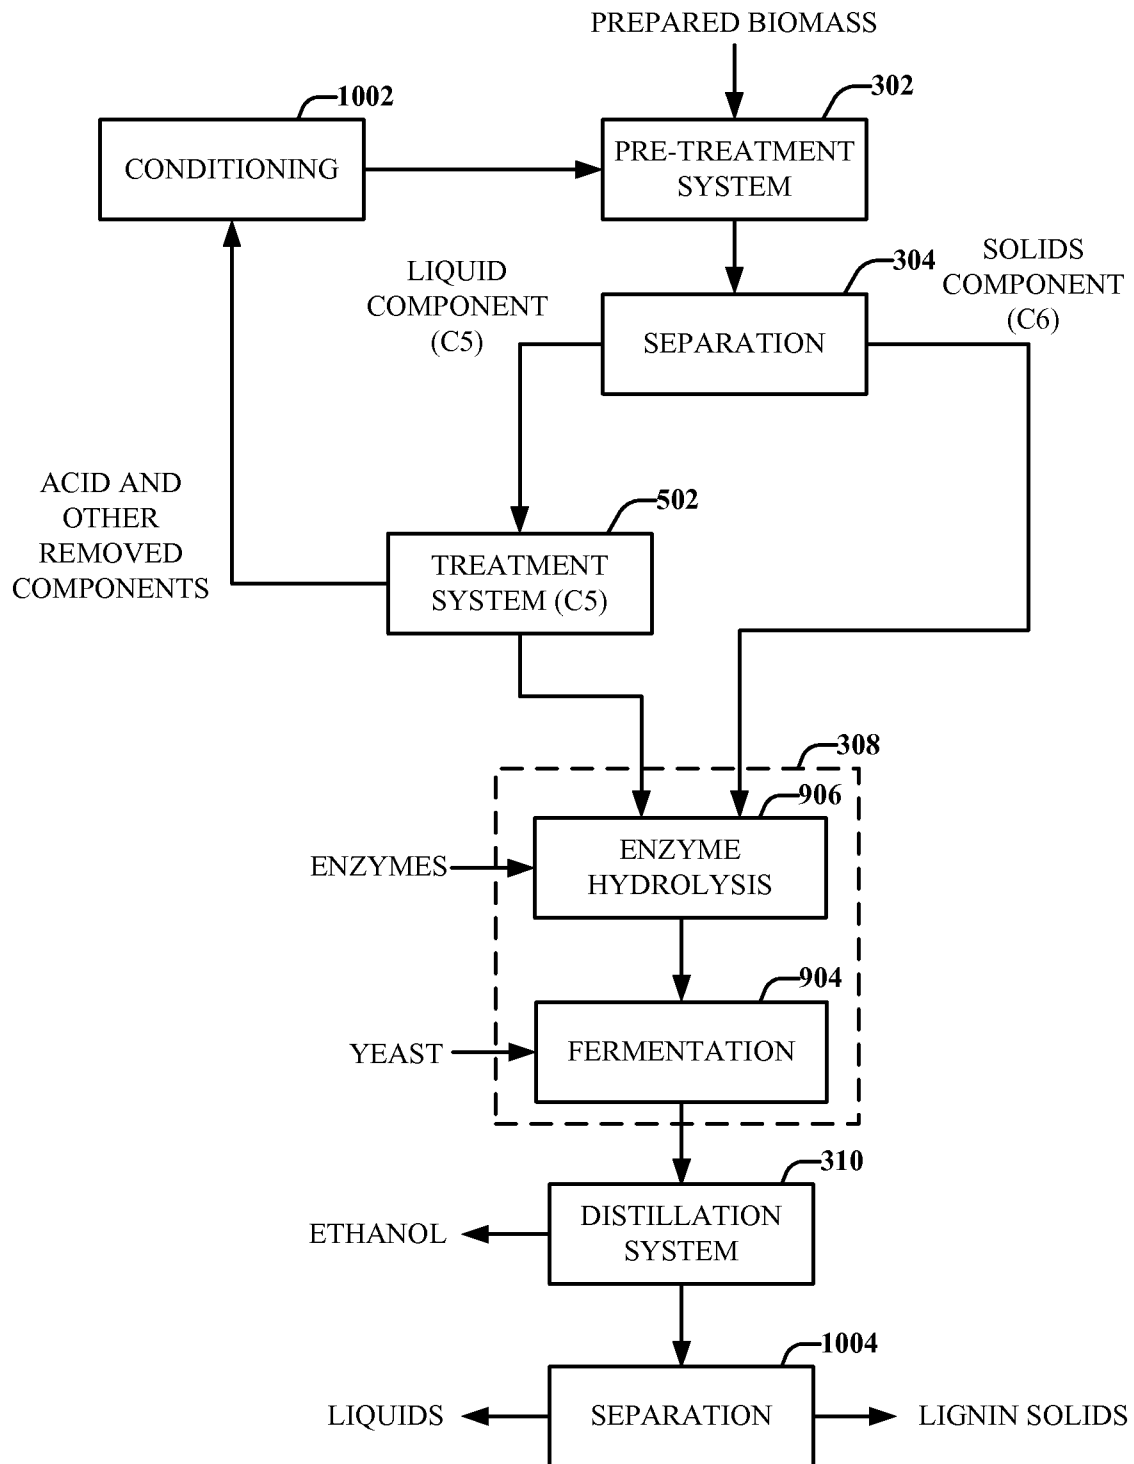 PREPARED BIOMASS
1002
302
CONDITIONING
PRE-TREATMENT
SYSTEM
LIQUID
COMPONENT
(C5)
304
SOLIDS
COMPONENT
(C6)
SEPARATION
ACID AND
OTHER
REMOVED
COMPONENTS
502
TREATMENT
SYSTEM (C5)
308
906
ENZYMES
ENZYME
HYDROLYSIS
904
YEAST
FERMENTATION
310
ETHANOL
DISTILLATION
SYSTEM
1004
LIQUIDS
SEPARATION
LIGNIN SOLIDS